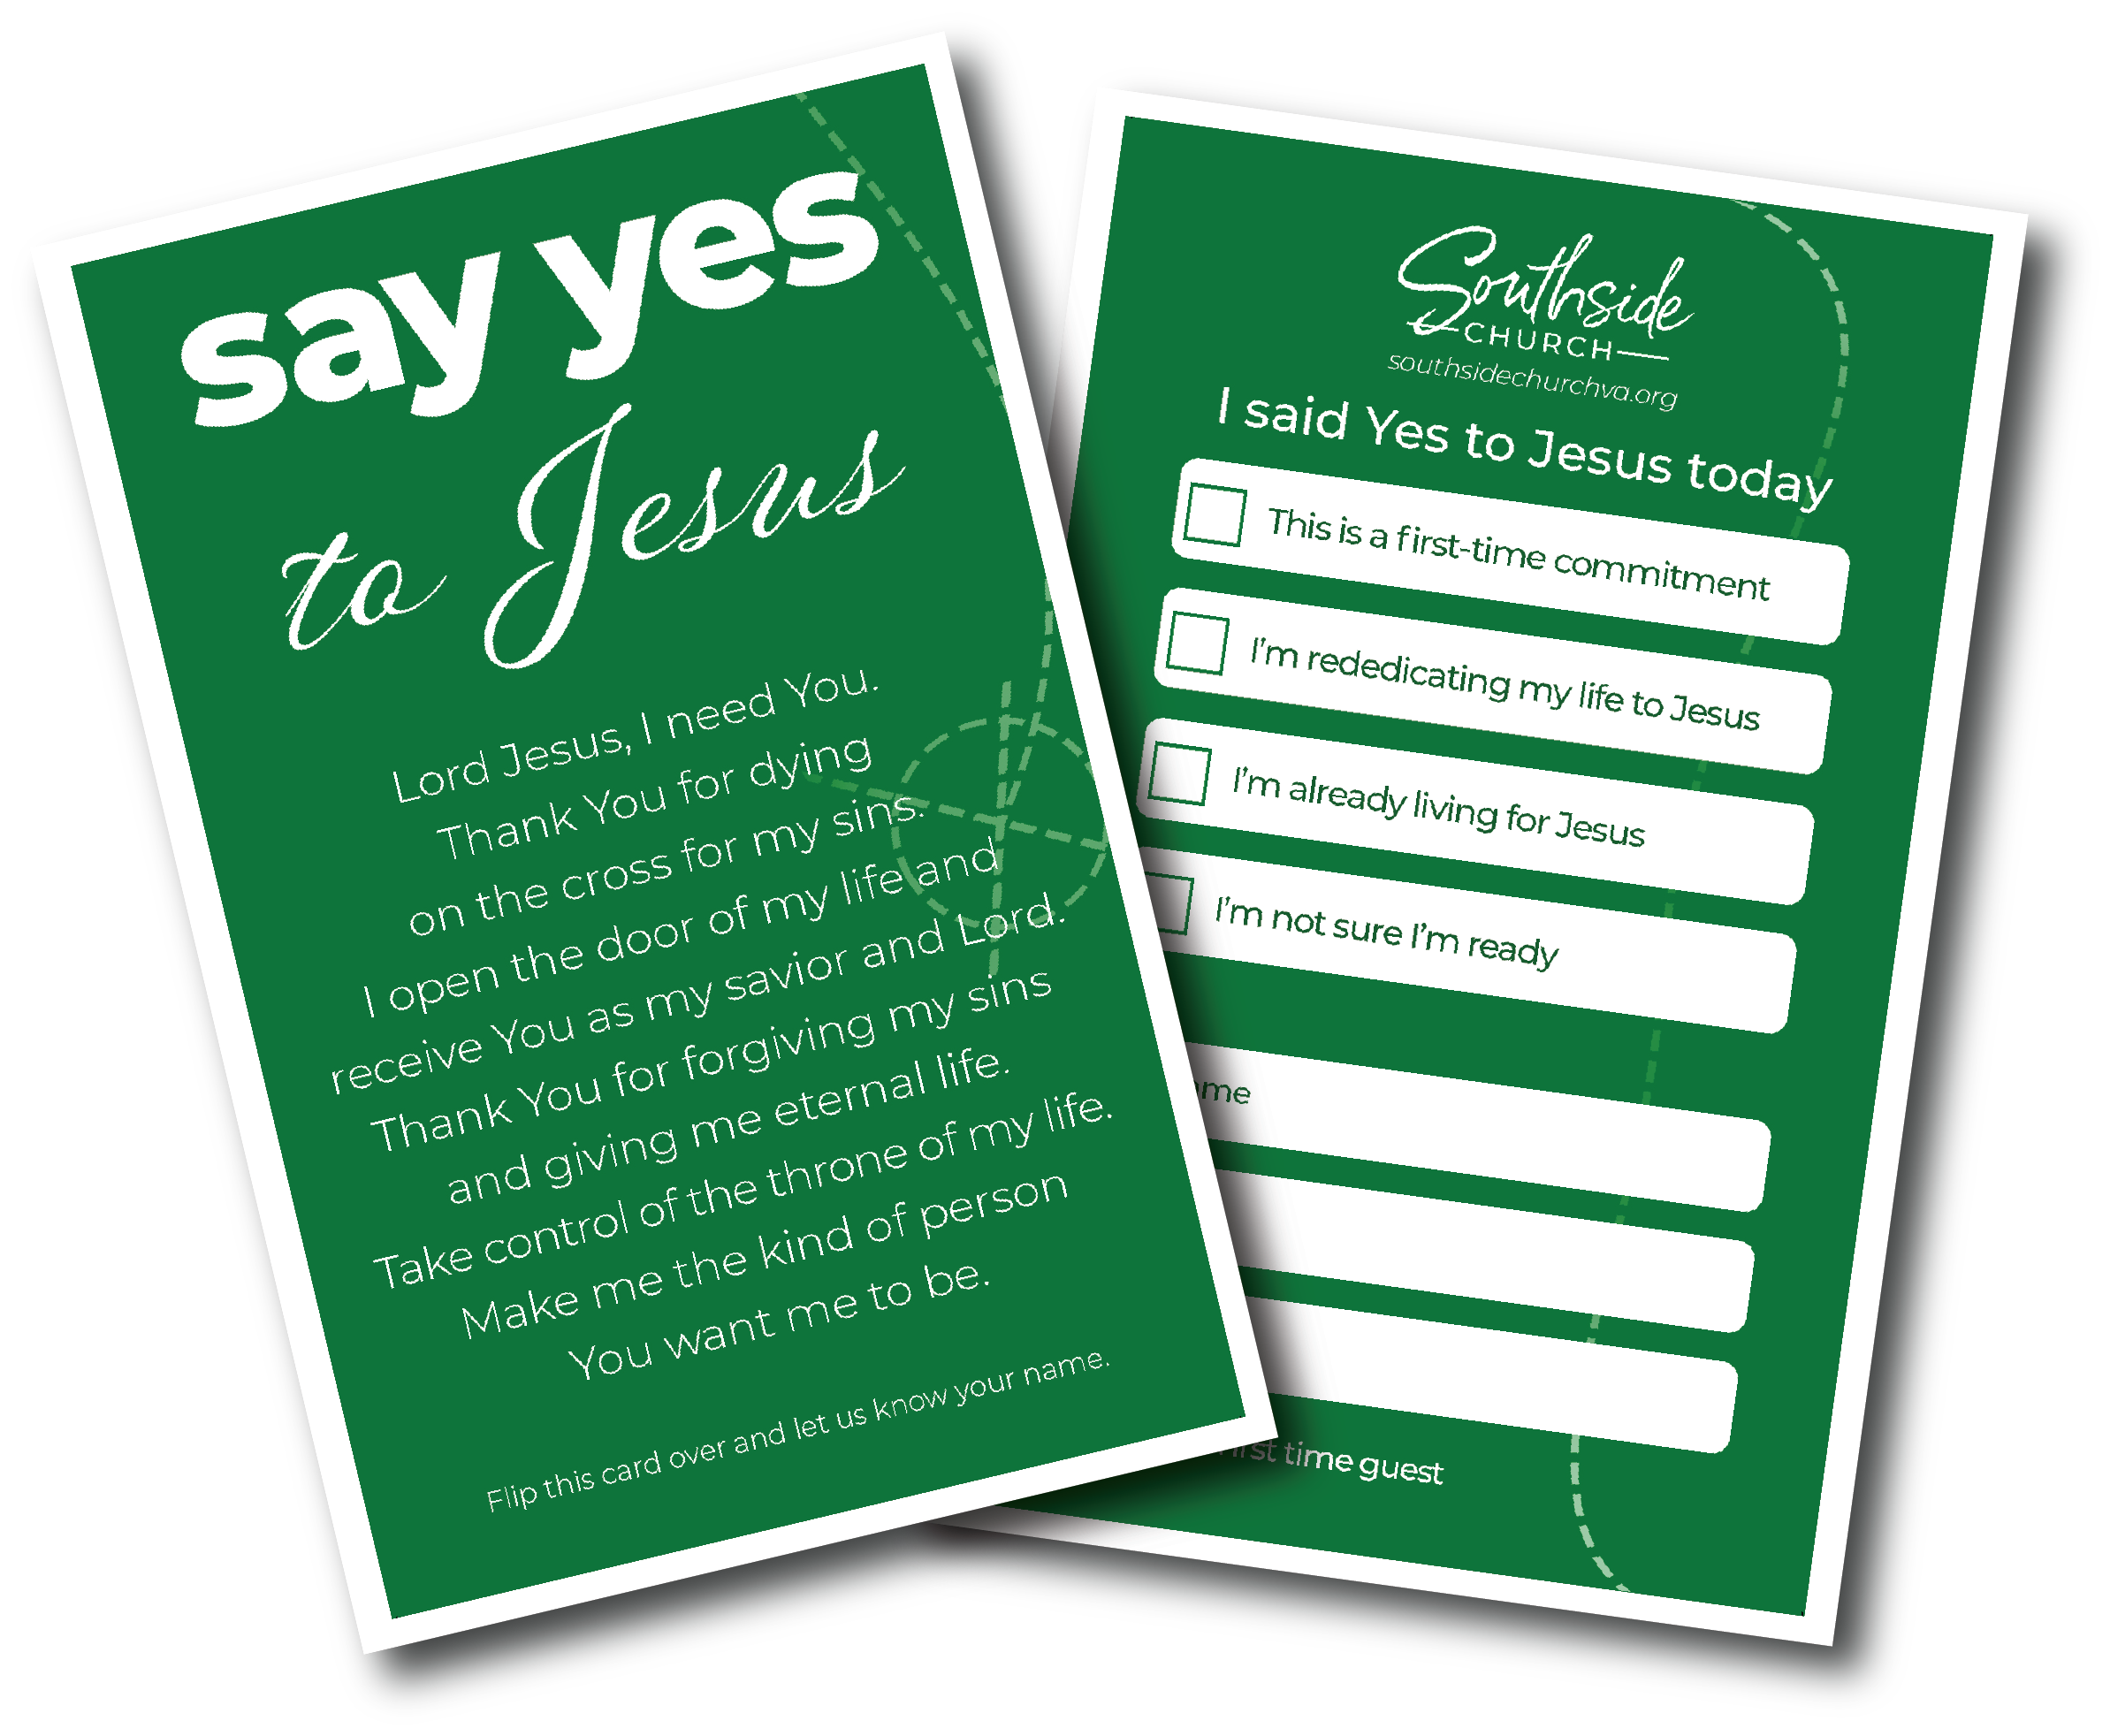 say yes
to Jesus
Lord Jesus, I need You.
Thank You for dying
on the cross for my sins.
I open the door of my life and
receive You as my savior and Lord.
Thank You for forgiving my sins
and giving me eternal life.
Take control of the throne of my life.
Make me the kind of person
You want me to be.
Flip this card over and let us know your name.
Southside
CHURCH
southsidechurchva.org
I said Yes to Jesus today
This is a first-time commitment
I'm rededicating my life to Jesus
I'm already living for Jesus
I'm not sure I'm ready
time guest